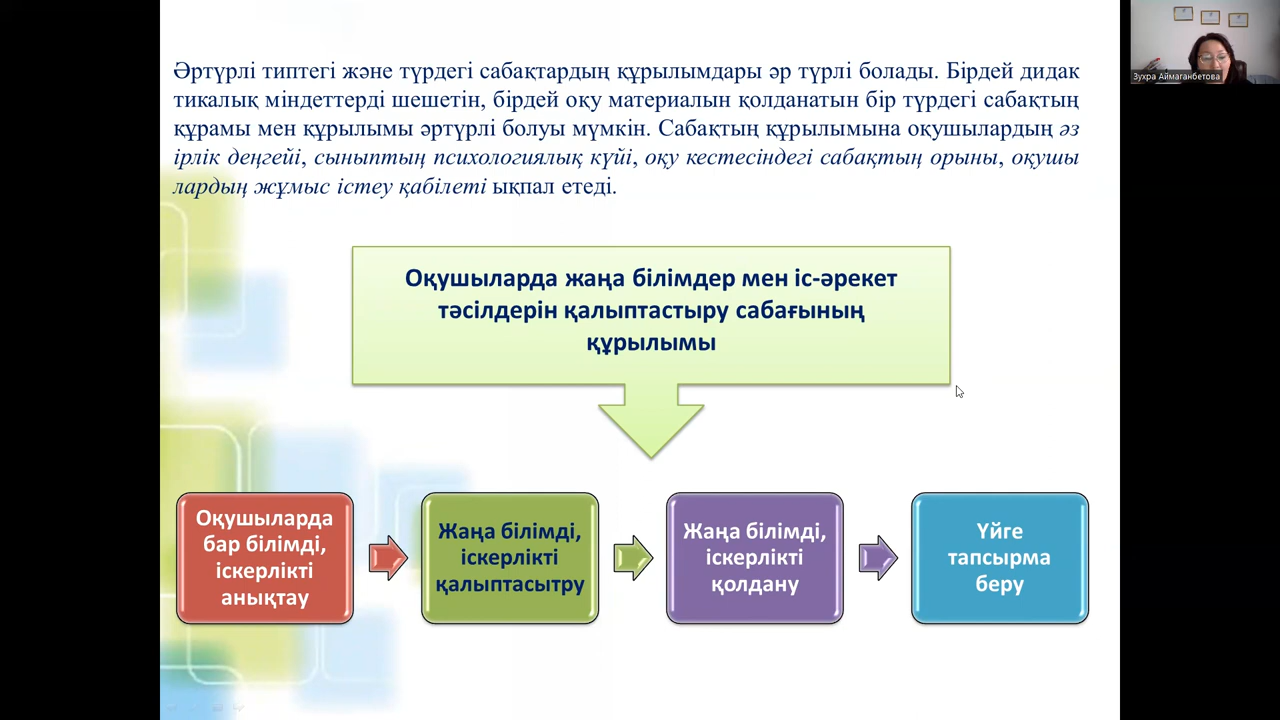 Әртүрлі типтегі және түрдегі сабақтардың құрылымдары әр түрлі болады. Бірдей дидак
тикалық міндеттерді шешетін, бірдей оқу материалын қолданатын бір түрдегі сабақтың
құрамы мен құрылымы әртүрлі болуы мүмкін. Сабақтың құрылымына оқушылардың әз
ірлік деңгейі, сыныптың психологиялық күйі, оқу кестесіндегі сабақтың орыны, оқушы
лардың жұмыс істеу қабілеті ықпал етеді.
Зухра Аймаганбетова
Оқушыларда жаңа білімдер мен іс-әрекет
тәсілдерін қалыптастыру сабағының
құрылымы
Оқушыларда
бар білімді,
іскерлікті
анықтау
Жаңа білімді,
іскерлікті
қалыптасытру
Жаңа білімді,
іскерлікті
қолдану
Үйге
тапсырма
беру